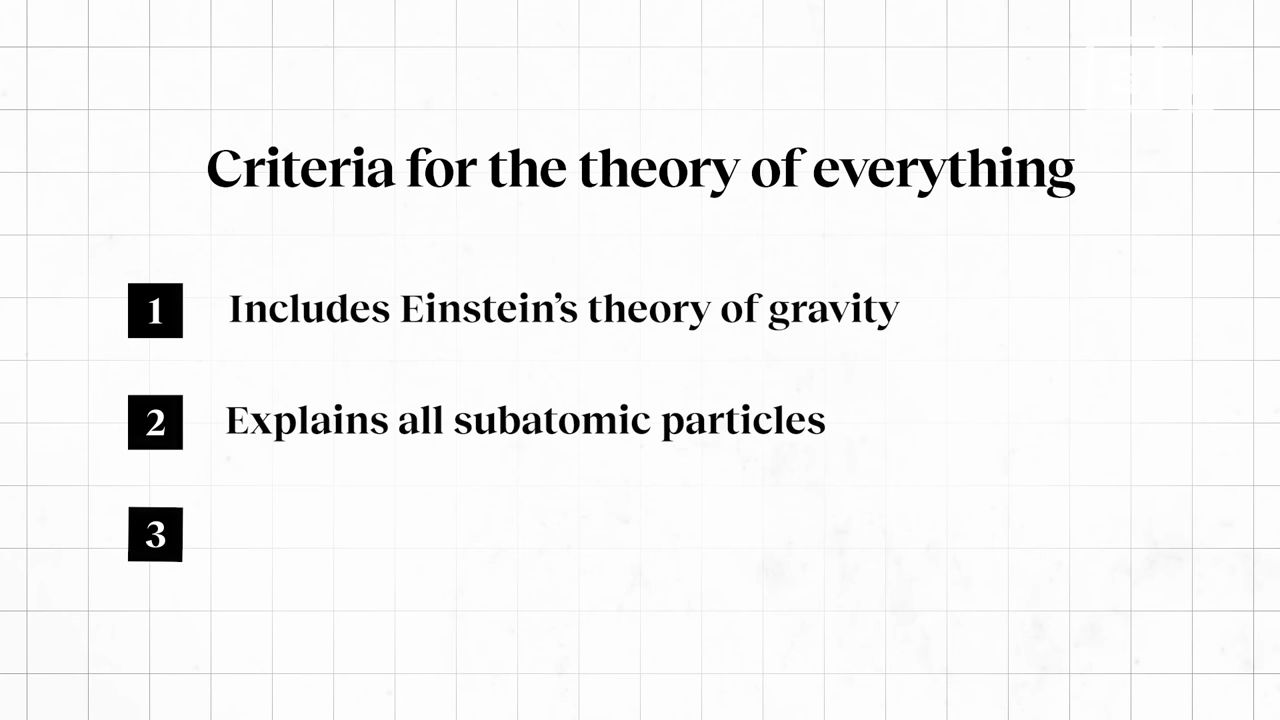 Criteria for the theory of everything
1 Includes Einstein’s theory of gravity
2 Explains all subatomic particles
3